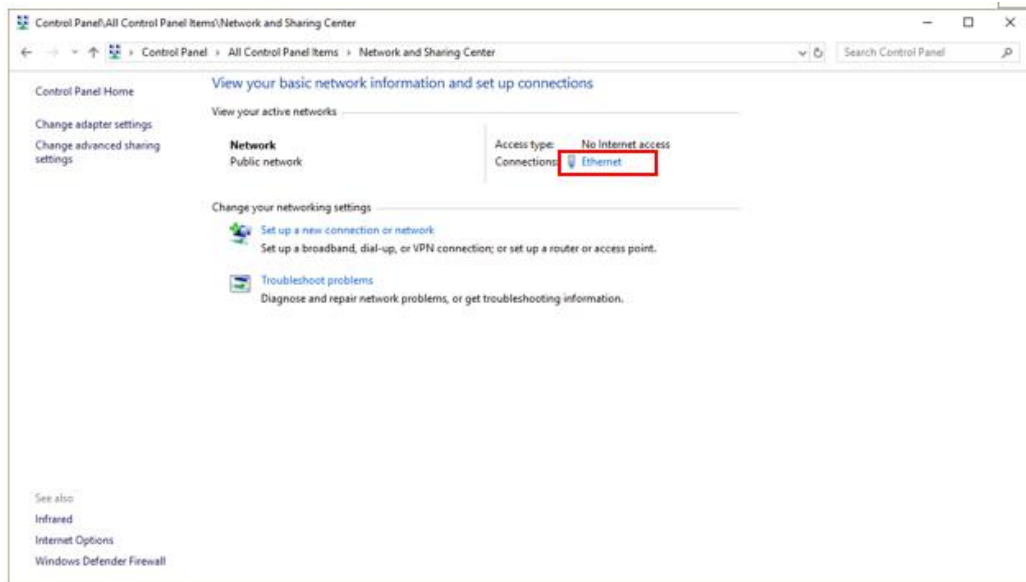 Control Panel\All Control Panel Items\Network and Sharing Center
Control Panel › All Control Panel Items › Network and Sharing Center
Search Control Panel
Control Panel Home
Change adapter settings
Change advanced sharing
settings
View your basic network information and set up connections
View your active networks
Network
Public network
Access type: No Internet access
Connections: Ethernet
Change your networking settings
Set up a new connection or network
Set up a broadband, dial-up, or VPN connection; or set up a router or access point.
Troubleshoot problems
Diagnose and repair network problems, or get troubleshooting information.
See also
Infrared
Internet Options
Windows Defender Firewall